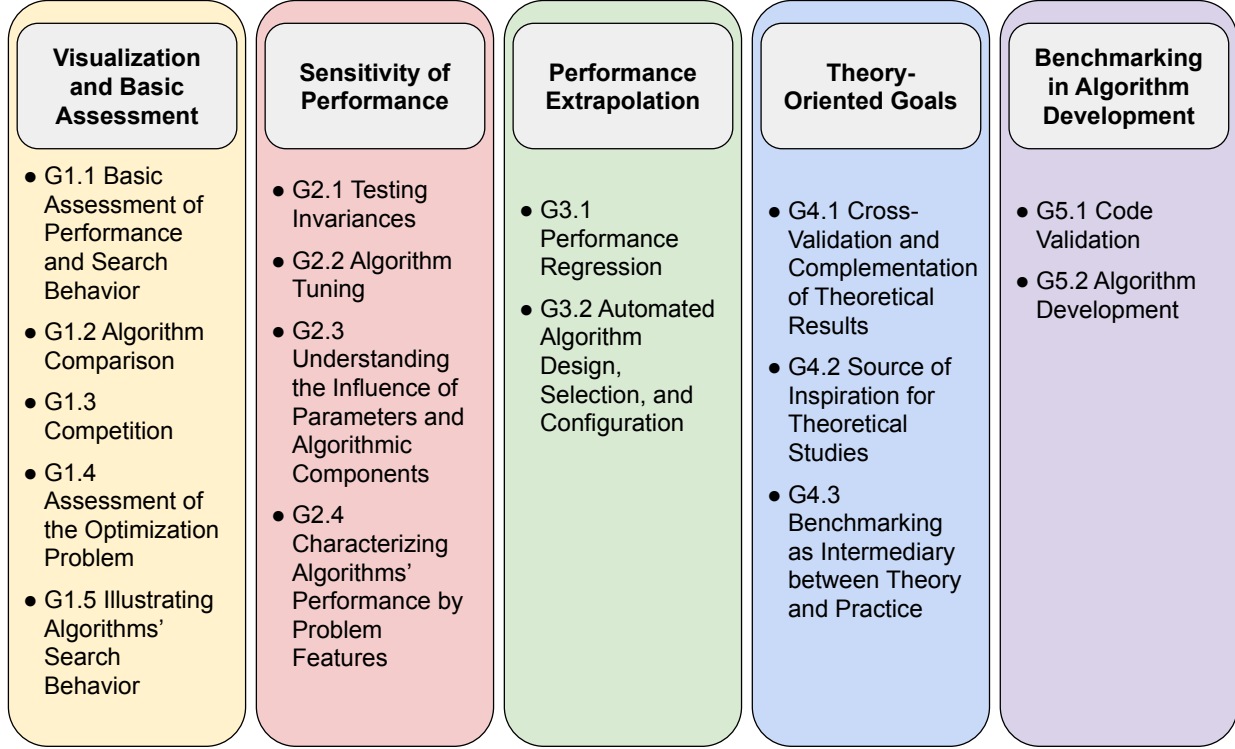 Visualization
and Basic
Assessment
● G1.1 Basic
Assessment of
Performance
and Search
Behavior
● G1.2 Algorithm
Comparison
● G1.3
Competition
● G1.4
Assessment of
the Optimization
Problem
● G1.5 Illustrating
Algorithms’
Search
Behavior
Sensitivity of
Performance
● G2.1 Testing
Invariances
● G2.2 Algorithm
Tuning
● G2.3
Understanding
the Influence of
Parameters and
Algorithmic
Components
● G2.4
Characterizing
Algorithms’
Performance by
Problem
Features
Performance
Extrapolation
● G3.1
Performance
Regression
● G3.2 Automated
Algorithm
Design,
Selection, and
Configuration
Theory-
Oriented Goals
● G4.1 Cross-
Validation and
Complementation
of Theoretical
Results
● G4.2 Source of
Inspiration for
Theoretical
Studies
● G4.3
Benchmarking
as Intermediary
between Theory
and Practice
Benchmarking
in Algorithm
Development
● G5.1 Code
Validation
● G5.2 Algorithm
Development